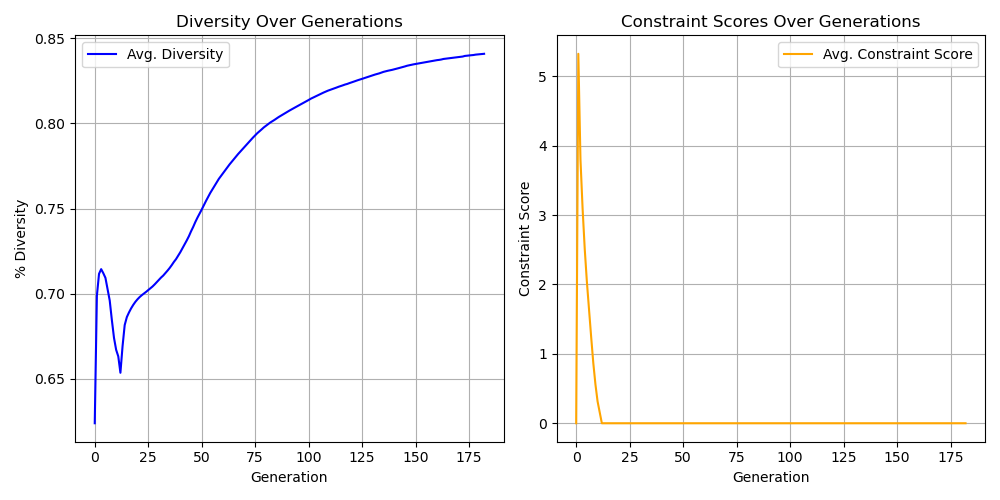 Diversity Over Generations
Avg. Diversity
0.85
0.80
0.75
0.70
0.65
% Diversity
0 25 50 75 100 125 150 175
Generation
Constraint Scores Over Generations
Avg. Constraint Score
5
4
3
2
1
0
Constraint Score
0 25 50 75 100 125 150 175
Generation